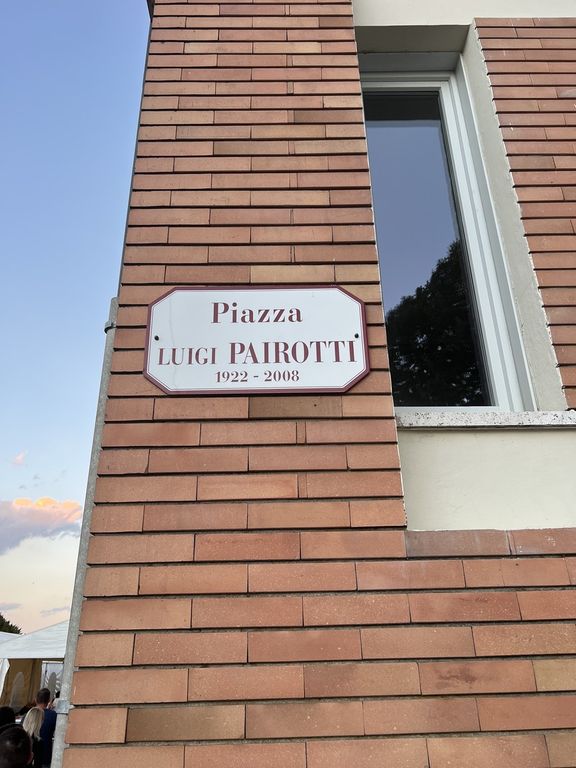 Piazza
LUIGI PAIROTTI
1922 - 2008